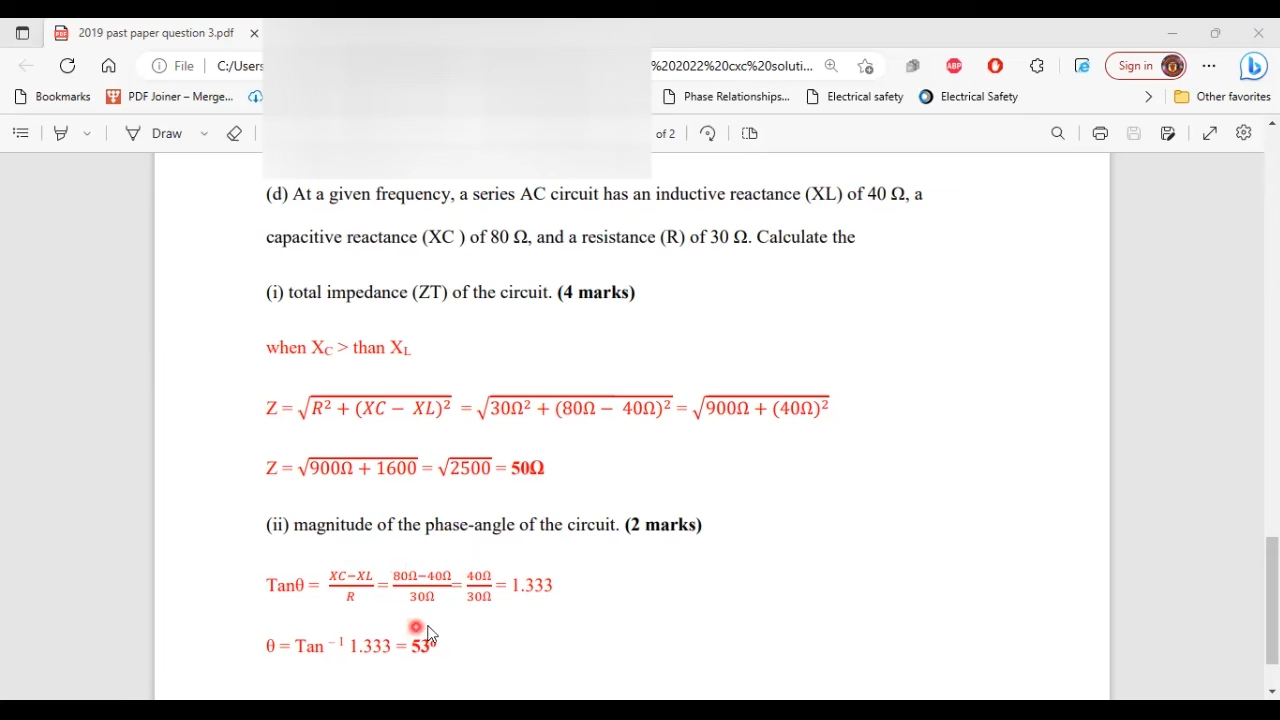 2019 past paper question 3.pdf
File C:/Users %202022%20cxc%20soluti... Sign in
Bookmarks PDF Joiner – Merge... Phase Relationships... Electrical safety Electrical Safety Other favorites
Draw of 2
(d) At a given frequency, a series AC circuit has an inductive reactance (XL) of 40 Ω, a
capacitive reactance (XC ) of 80 Ω, and a resistance (R) of 30 Ω. Calculate the
(i) total impedance (ZT) of the circuit. (4 marks)
when XC > than XL
Z = √R² + (XC − XL)² = √30Ω² + (80Ω − 40Ω)² = √900Ω + (40Ω)²
Z = √900Ω + 1600 = √2500 = 50Ω
(ii) magnitude of the phase-angle of the circuit. (2 marks)
Tanθ = XC−XL/R = 80Ω−40Ω/30Ω = 40Ω/30Ω = 1.333
θ = Tan ⁻¹ 1.333 = 53⁰